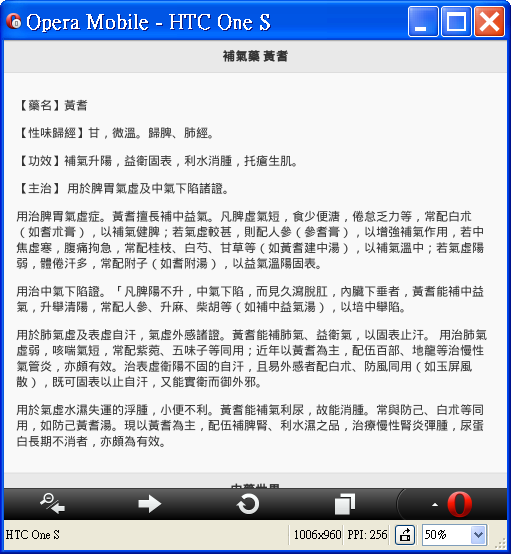 Opera Mobile - HTC One S
補氣藥 黃耆
【藥名】黃耆
【性味歸經】甘，微溫。歸脾、肺經。
【功效】補氣升陽，益衛固表，利水消腫，托瘡生肌。
【主治】 用於脾胃氣虛及中氣下陷諸證。
用治脾胃氣虛症。黃耆擅長補中益氣。凡脾虛氣短，食少便溏，倦怠乏力等，常配白朮
（如耆朮膏），以補氣健脾；若氣虛較甚，則配人參（參耆膏），以增強補氣作用，若中
焦虛寒，腹痛拘急，常配桂枝、白芍、甘草等（如黃耆建中湯），以補氣溫中；若氣虛陽
弱，體倦汗多，常配附子（如耆附湯），以益氣溫陽固表。
用治中氣下陷證。「凡脾陽不升，中氣下陷，而見久瀉脫肛，內臟下垂者，黃耆能補中益
氣，升舉清陽，常配人參、升麻、柴胡等（如補中益氣湯），以培中舉陷。
用於肺氣虛及表虛自汗，氣虛外感諸證。黃耆能補肺氣、益衛氣，以固表止汗。 用治肺氣
虛弱，咳喘氣短，常配紫菀、五味子等同用；近年以黃耆為主，配伍百部、地龍等治慢性
氣管炎，亦頗有效。治表虛衛陽不固的自汗，且易外感者配白朮、防風同用（如玉屏風
散），既可固表以止自汗，又能實衛而御外邪。
用於氣虛水濕失運的浮腫，小便不利。黃耆能補氣利尿，故能消腫。常與防己、白朮等同
用，如防己黃耆湯。現以黃耆為主，配伍補脾腎、利水濕之品，治療慢性腎炎彈腫，尿蛋
白長期不消者，亦頗為有效。
中藥世界
HTC One S
1006x960
PPI: 256
50%